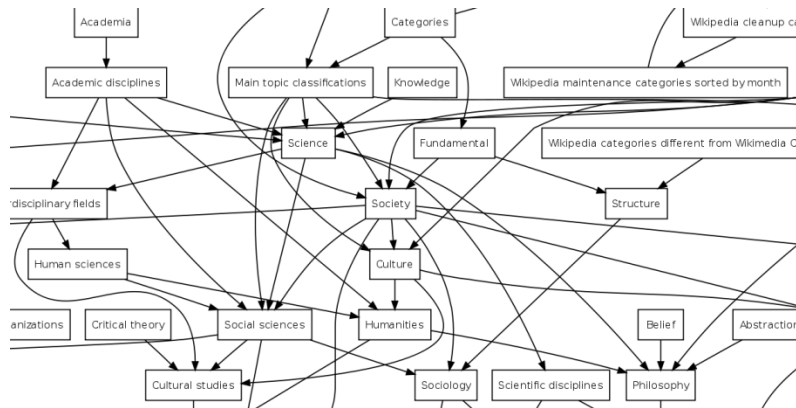 Academia
Categories
Wikipedia cleanup ca
Academic disciplines
Main topic classifications
Knowledge
Wikipedia maintenance categories sorted by month
Science
Fundamental
Wikipedia categories different from Wikimedia C
rdisciplinary fields
Society
Structure
Human sciences
Culture
anizations
Critical theory
Social sciences
Humanities
Belief
Abstraction
Cultural studies
Sociology
Scientific disciplines
Philosophy